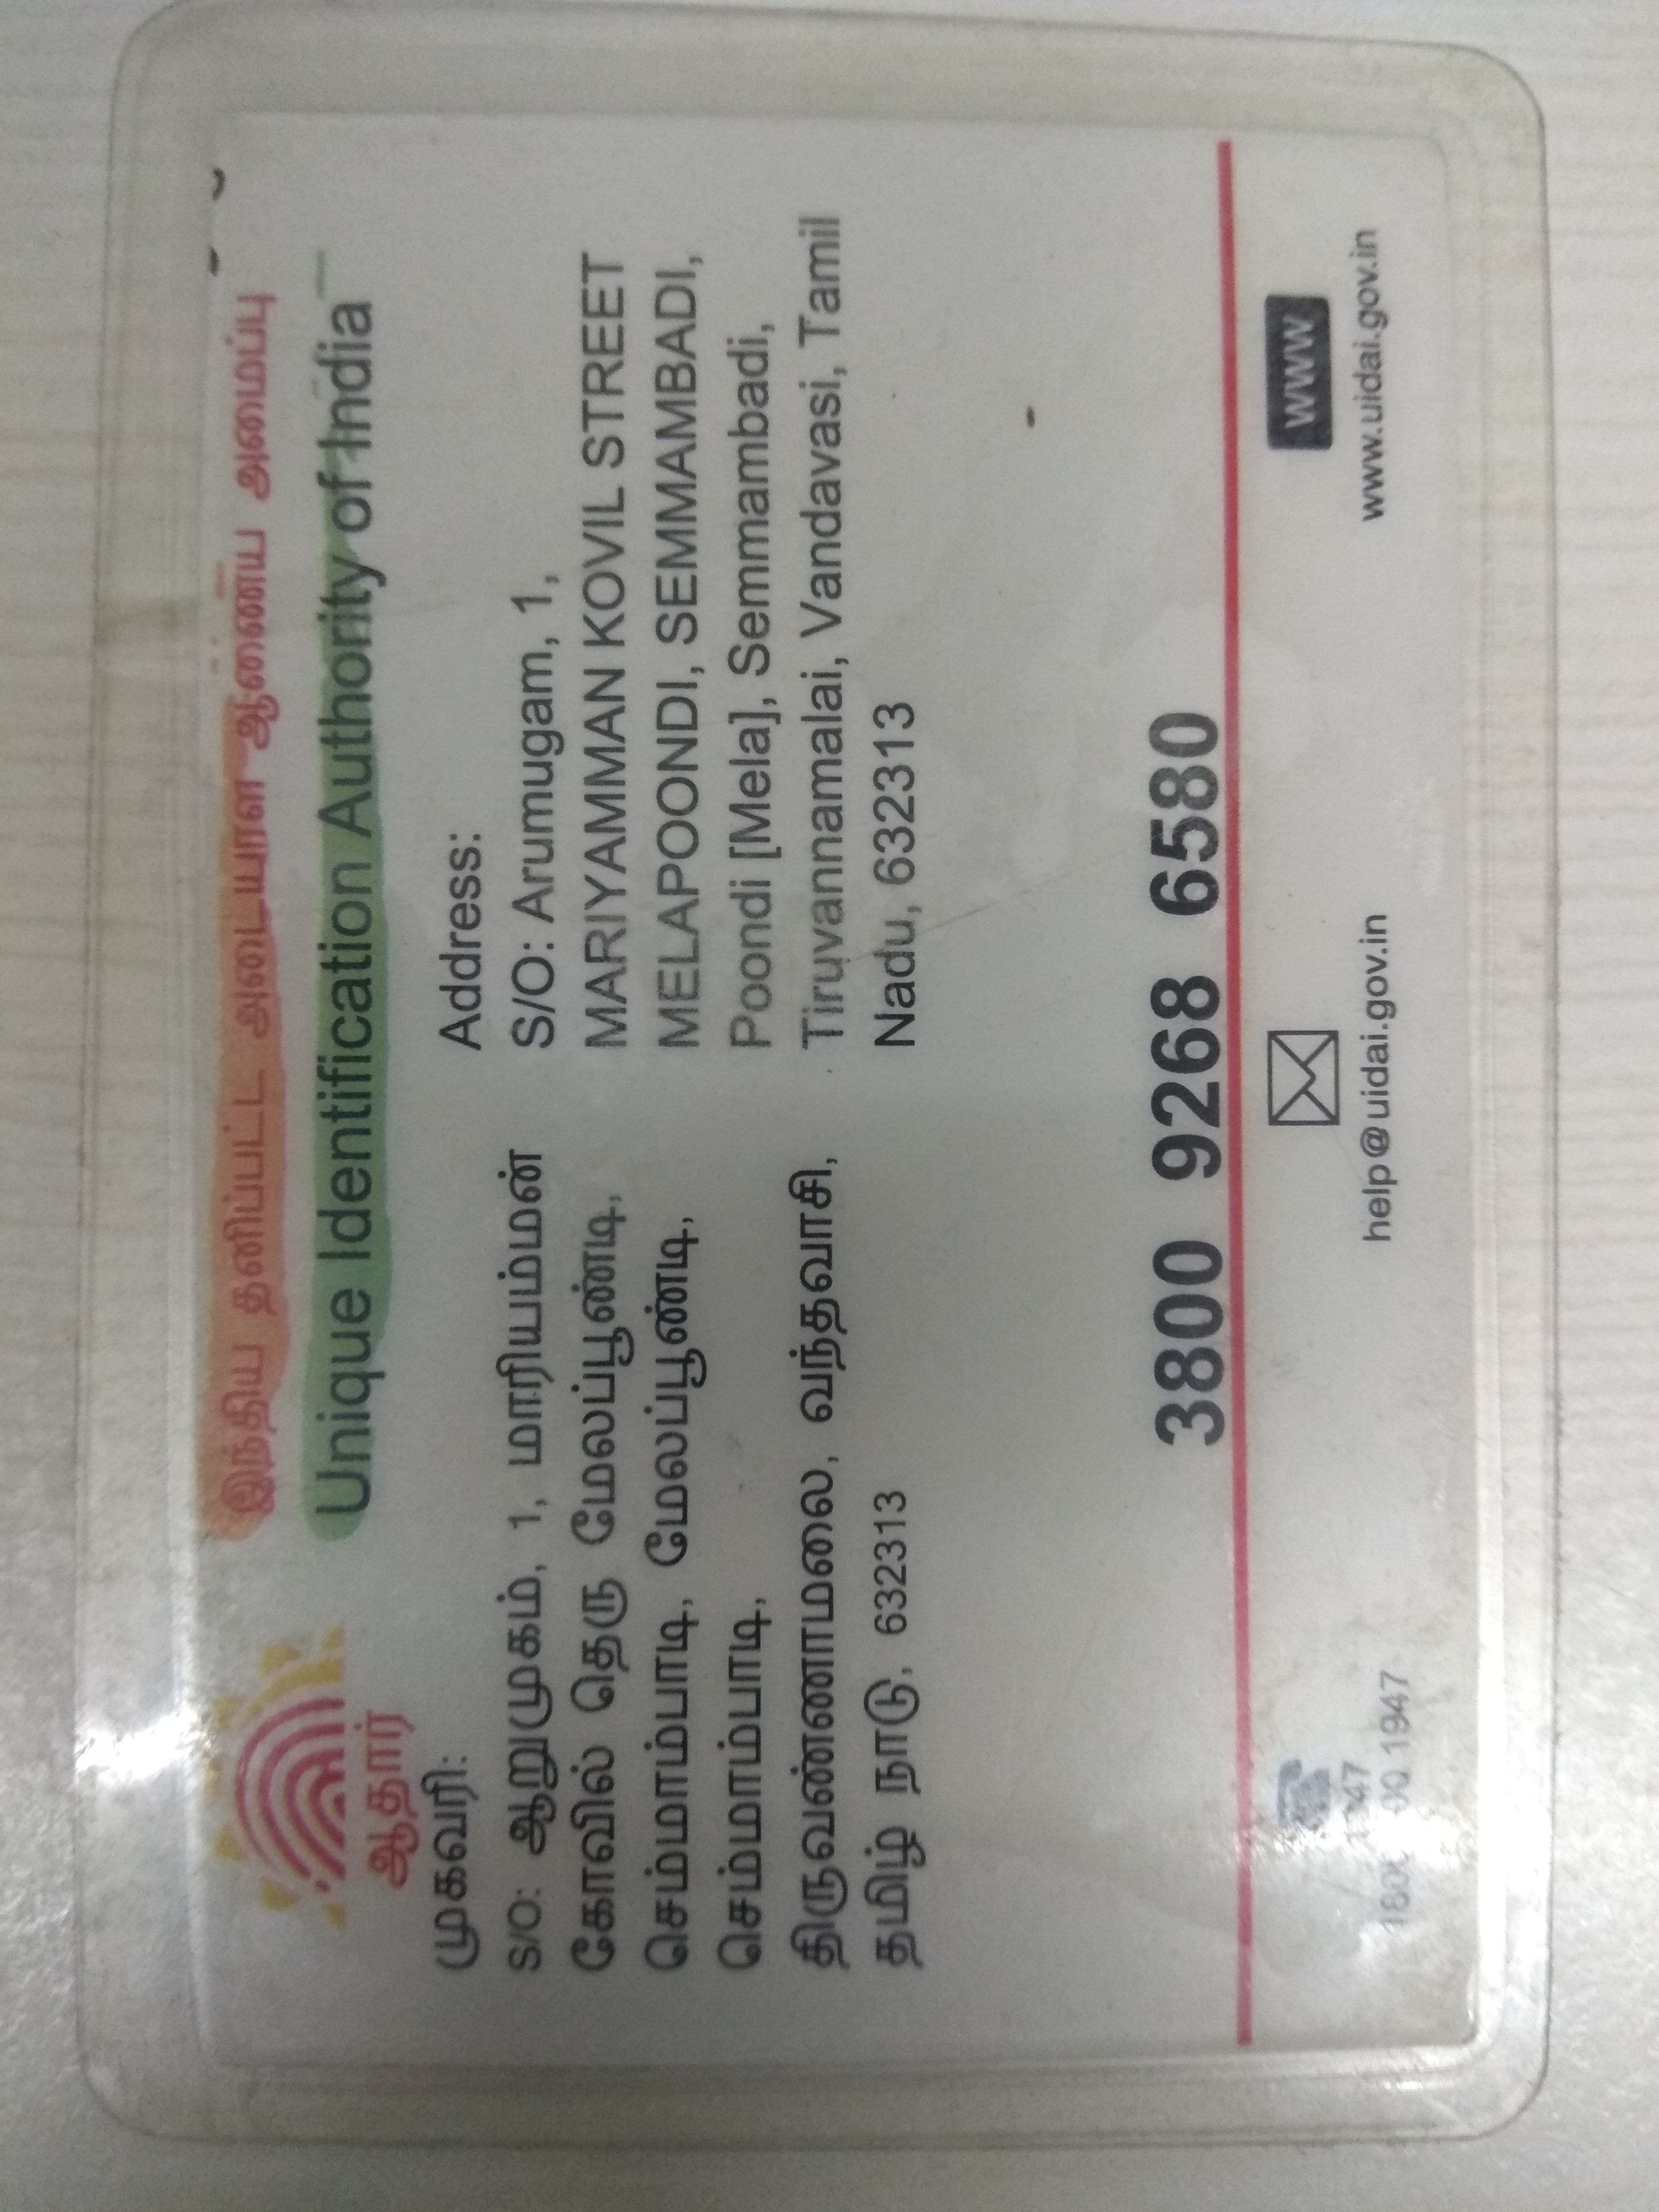 இந்திய தனிப்பட்ட அடையாள ஆணைய அமைப்பு
Unique Identification Authority of India
ஆதார்
முகவரி:
S/O: ஆறுமுகம், 1, மாரியம்மன்
கோவில் தெரு மேலப்பூண்டி,
செம்மாம்பாடி, மேலப்பூண்டி,
செம்மாம்பாடி,
திருவண்ணாமலை, வந்தவாசி,
தமிழ் நாடு, 632313
Address:
S/O: Arumugam, 1,
MARIYAMMAN KOVIL STREET
MELAPOONDI, SEMMAMBADI,
Poondi [Mela], Semmambadi,
Tiruvannamalai, Vandavasi, Tamil
Nadu, 632313
3800 9268 6580
1947
help@uidai.gov.in
WWW
www.uidai.gov.in